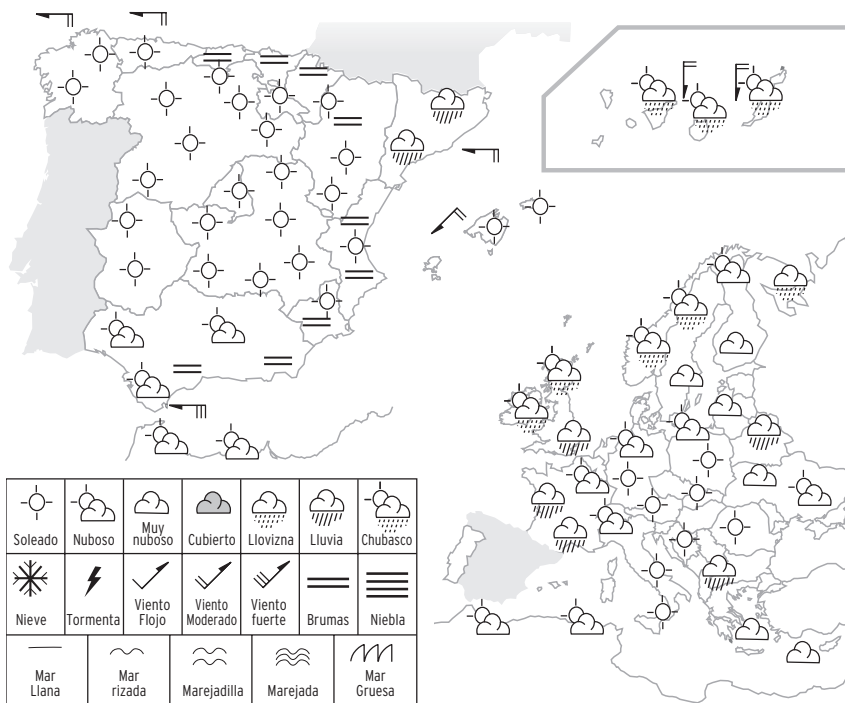 Soleado
Nuboso
Muy
nuboso
Cubierto
Llovizna
Lluvia
Chubasco
Nieve
Tormenta
Viento
Flojo
Viento
Moderado
Viento
fuerte
Brumas
Niebla
Mar
Llana
Mar
rizada
Marejadilla
Marejada
Mar
Gruesa